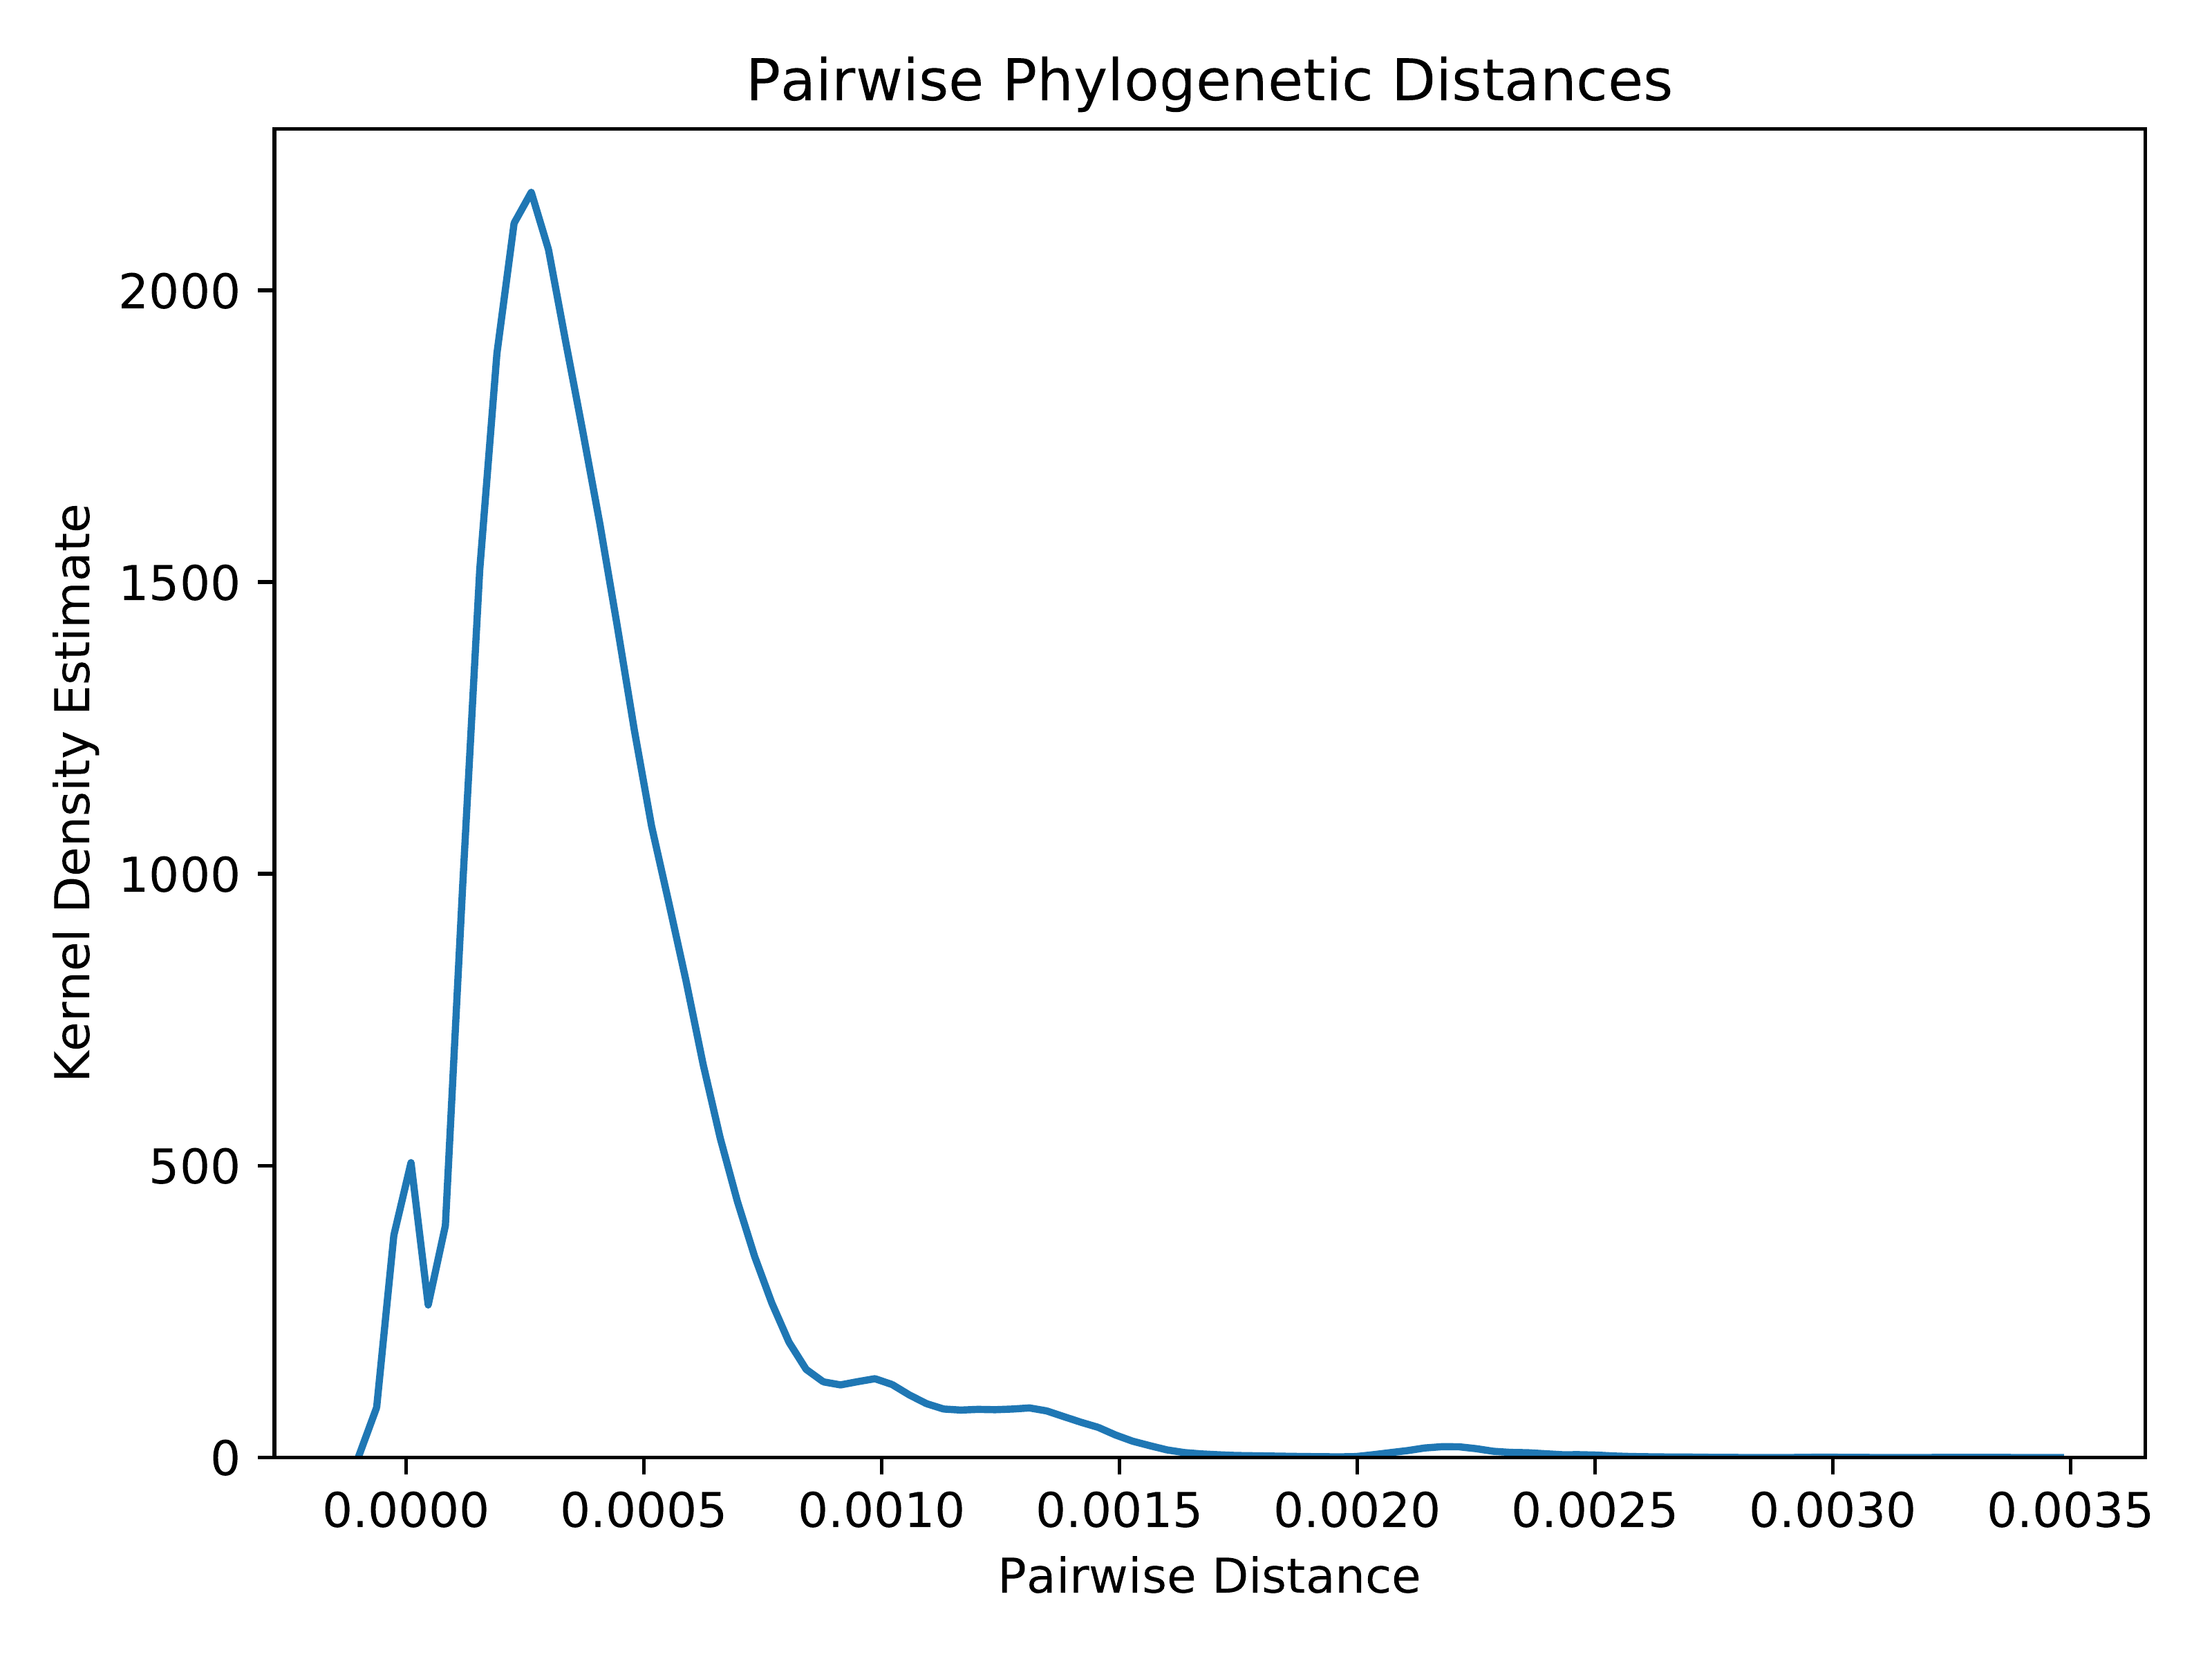 Pairwise Phylogenetic Distances
Kernel Density Estimate
2000
1500
1000
500
0
0.0000 0.0005 0.0010 0.0015 0.0020 0.0025 0.0030 0.0035
Pairwise Distance